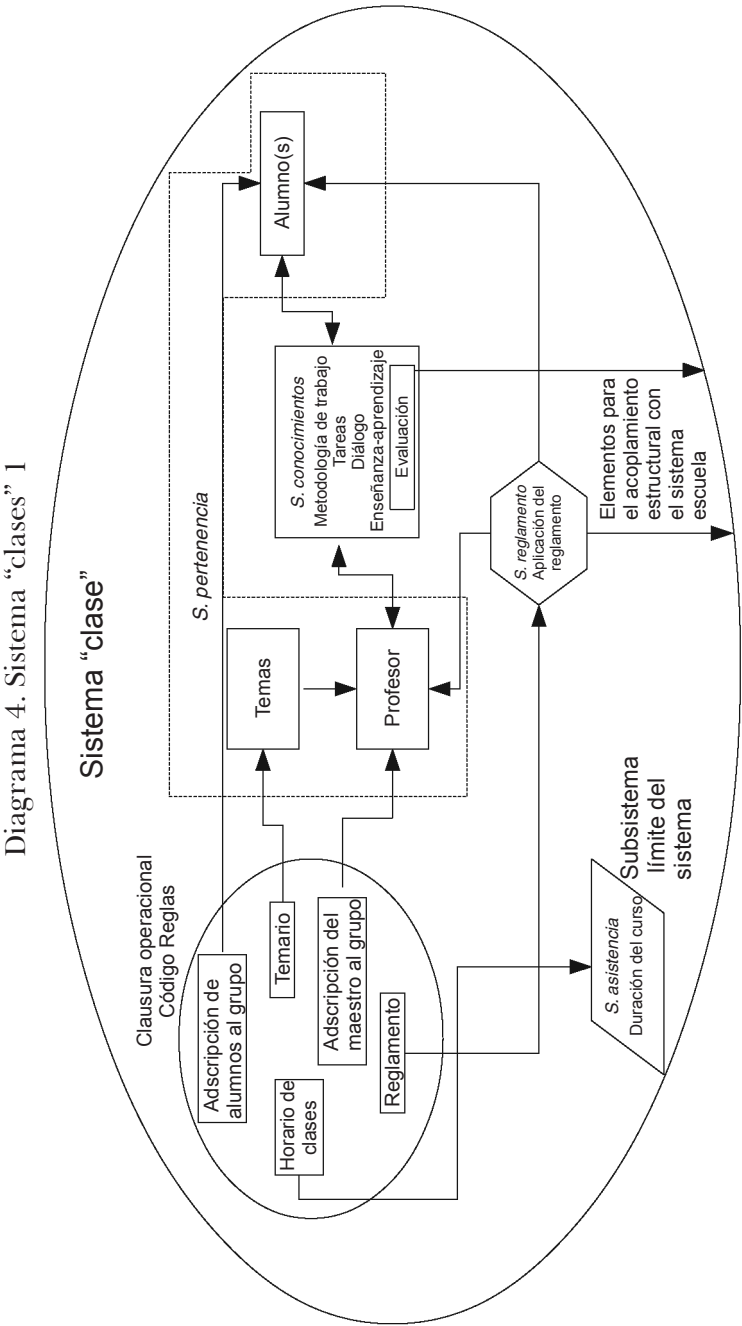 Diagrama 4. Sistema “clases” 1
Sistema “clase”
Clausura operacional
Código Reglas
Adscripción de
alumnos al grupo
Temario
Horario de
clases
Adscripción del
maestro al grupo
Reglamento
S. pertenencia
Temas
Profesor
S. conocimientos
Metodología de trabajo
Tareas
Diálogo
Enseñanza-aprendizaje
Evaluación
Alumno(s)
S. reglamento
Aplicación del
reglamento
Elementos para
el acoplamiento
estructural con
el sistema
escuela
S. asistencia
Duración del curso
Subsistema
límite del
sistema